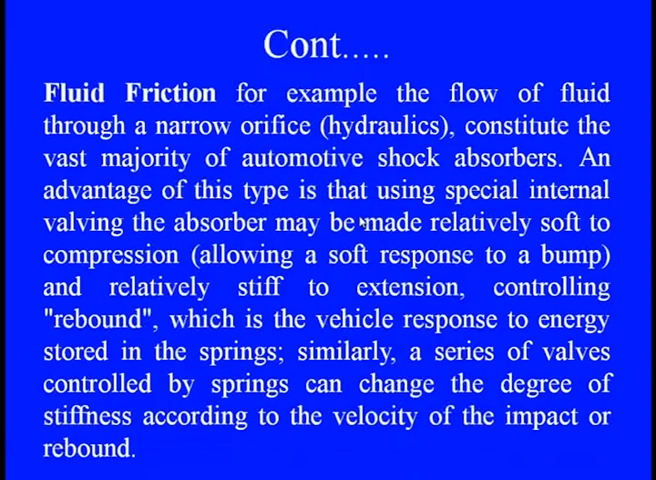 Cont.....
Fluid Friction for example the flow of fluid
through a narrow orifice (hydraulics), constitute the
vast majority of automotive shock absorbers. An
advantage of this type is that using special internal
valving the absorber may be made relatively soft to
compression (allowing a soft response to a bump)
and relatively stiff to extension, controlling
"rebound", which is the vehicle response to energy
stored in the springs; similarly, a series of valves
controlled by springs can change the degree of
stiffness according to the velocity of the impact or
rebound.